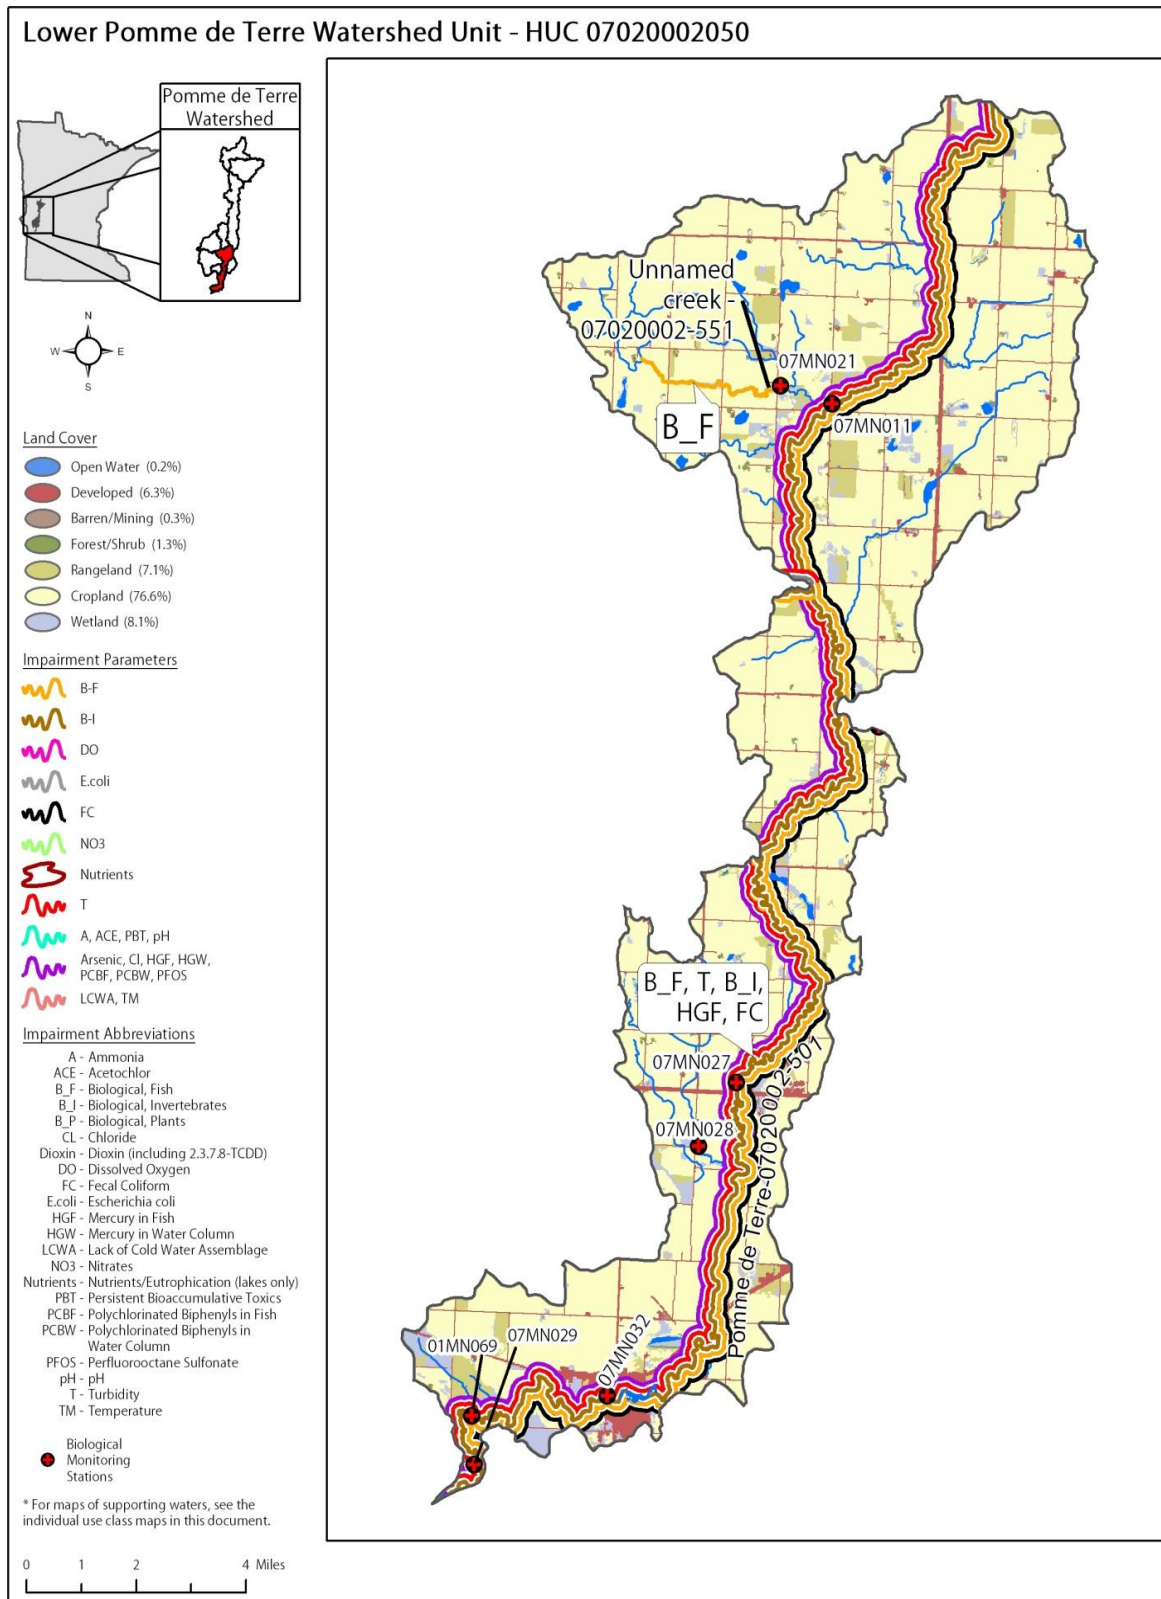 Lower Pomme de Terre Watershed Unit - HUC 07020002050
Pomme de Terre
Watershed
N
W
E
S
Land Cover
Open Water (0.2%)
Developed (6.3%)
Barren/Mining (0.3%)
Forest/Shrub (1.3%)
Rangeland (7.1%)
Cropland (76.6%)
Wetland (8.1%)
Impairment Parameters
B-F
B-I
DO
E.coli
FC
NO3
Nutrients
T
A, ACE, PBT, pH
Arsenic, Cl, HGF, HGW,
PCBF, PCBW, PFOS
LCWA, TM
Impairment Abbreviations
A - Ammonia
ACE - Acetochlor
B_F - Biological, Fish
B_I - Biological, Invertebrates
B_P - Biological, Plants
CL - Chloride
Dioxin - Dioxin (including 2.3.7.8-TCDD)
DO - Dissolved Oxygen
FC - Fecal Coliform
E.coli - Escherichia coli
HGF - Mercury in Fish
HGW - Mercury in Water Column
LCWA - Lack of Cold Water Assemblage
NO3 - Nitrates
Nutrients - Nutrients/Eutrophication (lakes only)
PBT - Persistent Bioaccumulative Toxics
PCBF - Polychlorinated Biphenyls in Fish
PCBW - Polychlorinated Biphenyls in
Water Column
PFOS - Perfluorooctane Sulfonate
pH - pH
T - Turbidity
TM - Temperature
Biological
Monitoring
Stations
* For maps of supporting waters, see the
individual use class maps in this document.
0 1 2 4 Miles
Unnamed
creek -
07020002-551
07MN021
B_F
07MN011
B_F, T, B_I,
HGF, FC
07MN027
07MN028
Pomme de Terre-07020002-501
07MN032
07MN029
01MN069